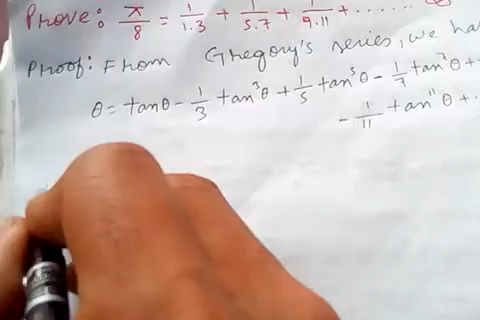 Prove: π/8 = 1/1.3 + 1/5.7 + 1/9.11 + .......
Proof: From Gregory's series, we ha
θ = tanθ - 1/3 tan³θ + 1/5 tan⁵θ - 1/7 tan⁷θ +
- 1/11 tan¹¹θ + .